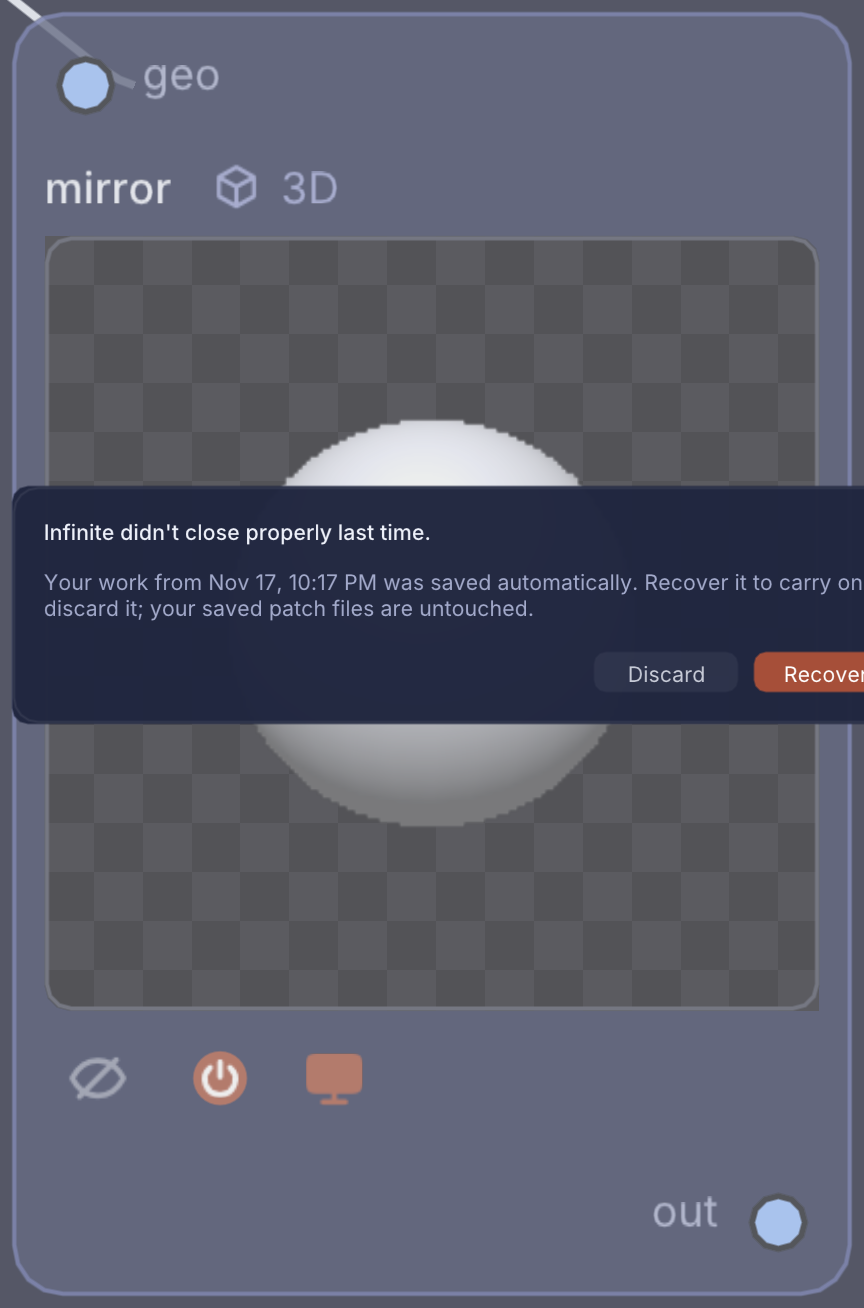 geo
mirror 3D
Infinite didn't close properly last time.
Your work from Nov 17, 10:17 PM was saved automatically. Recover it to carry on
discard it; your saved patch files are untouched.
Discard Recover
out